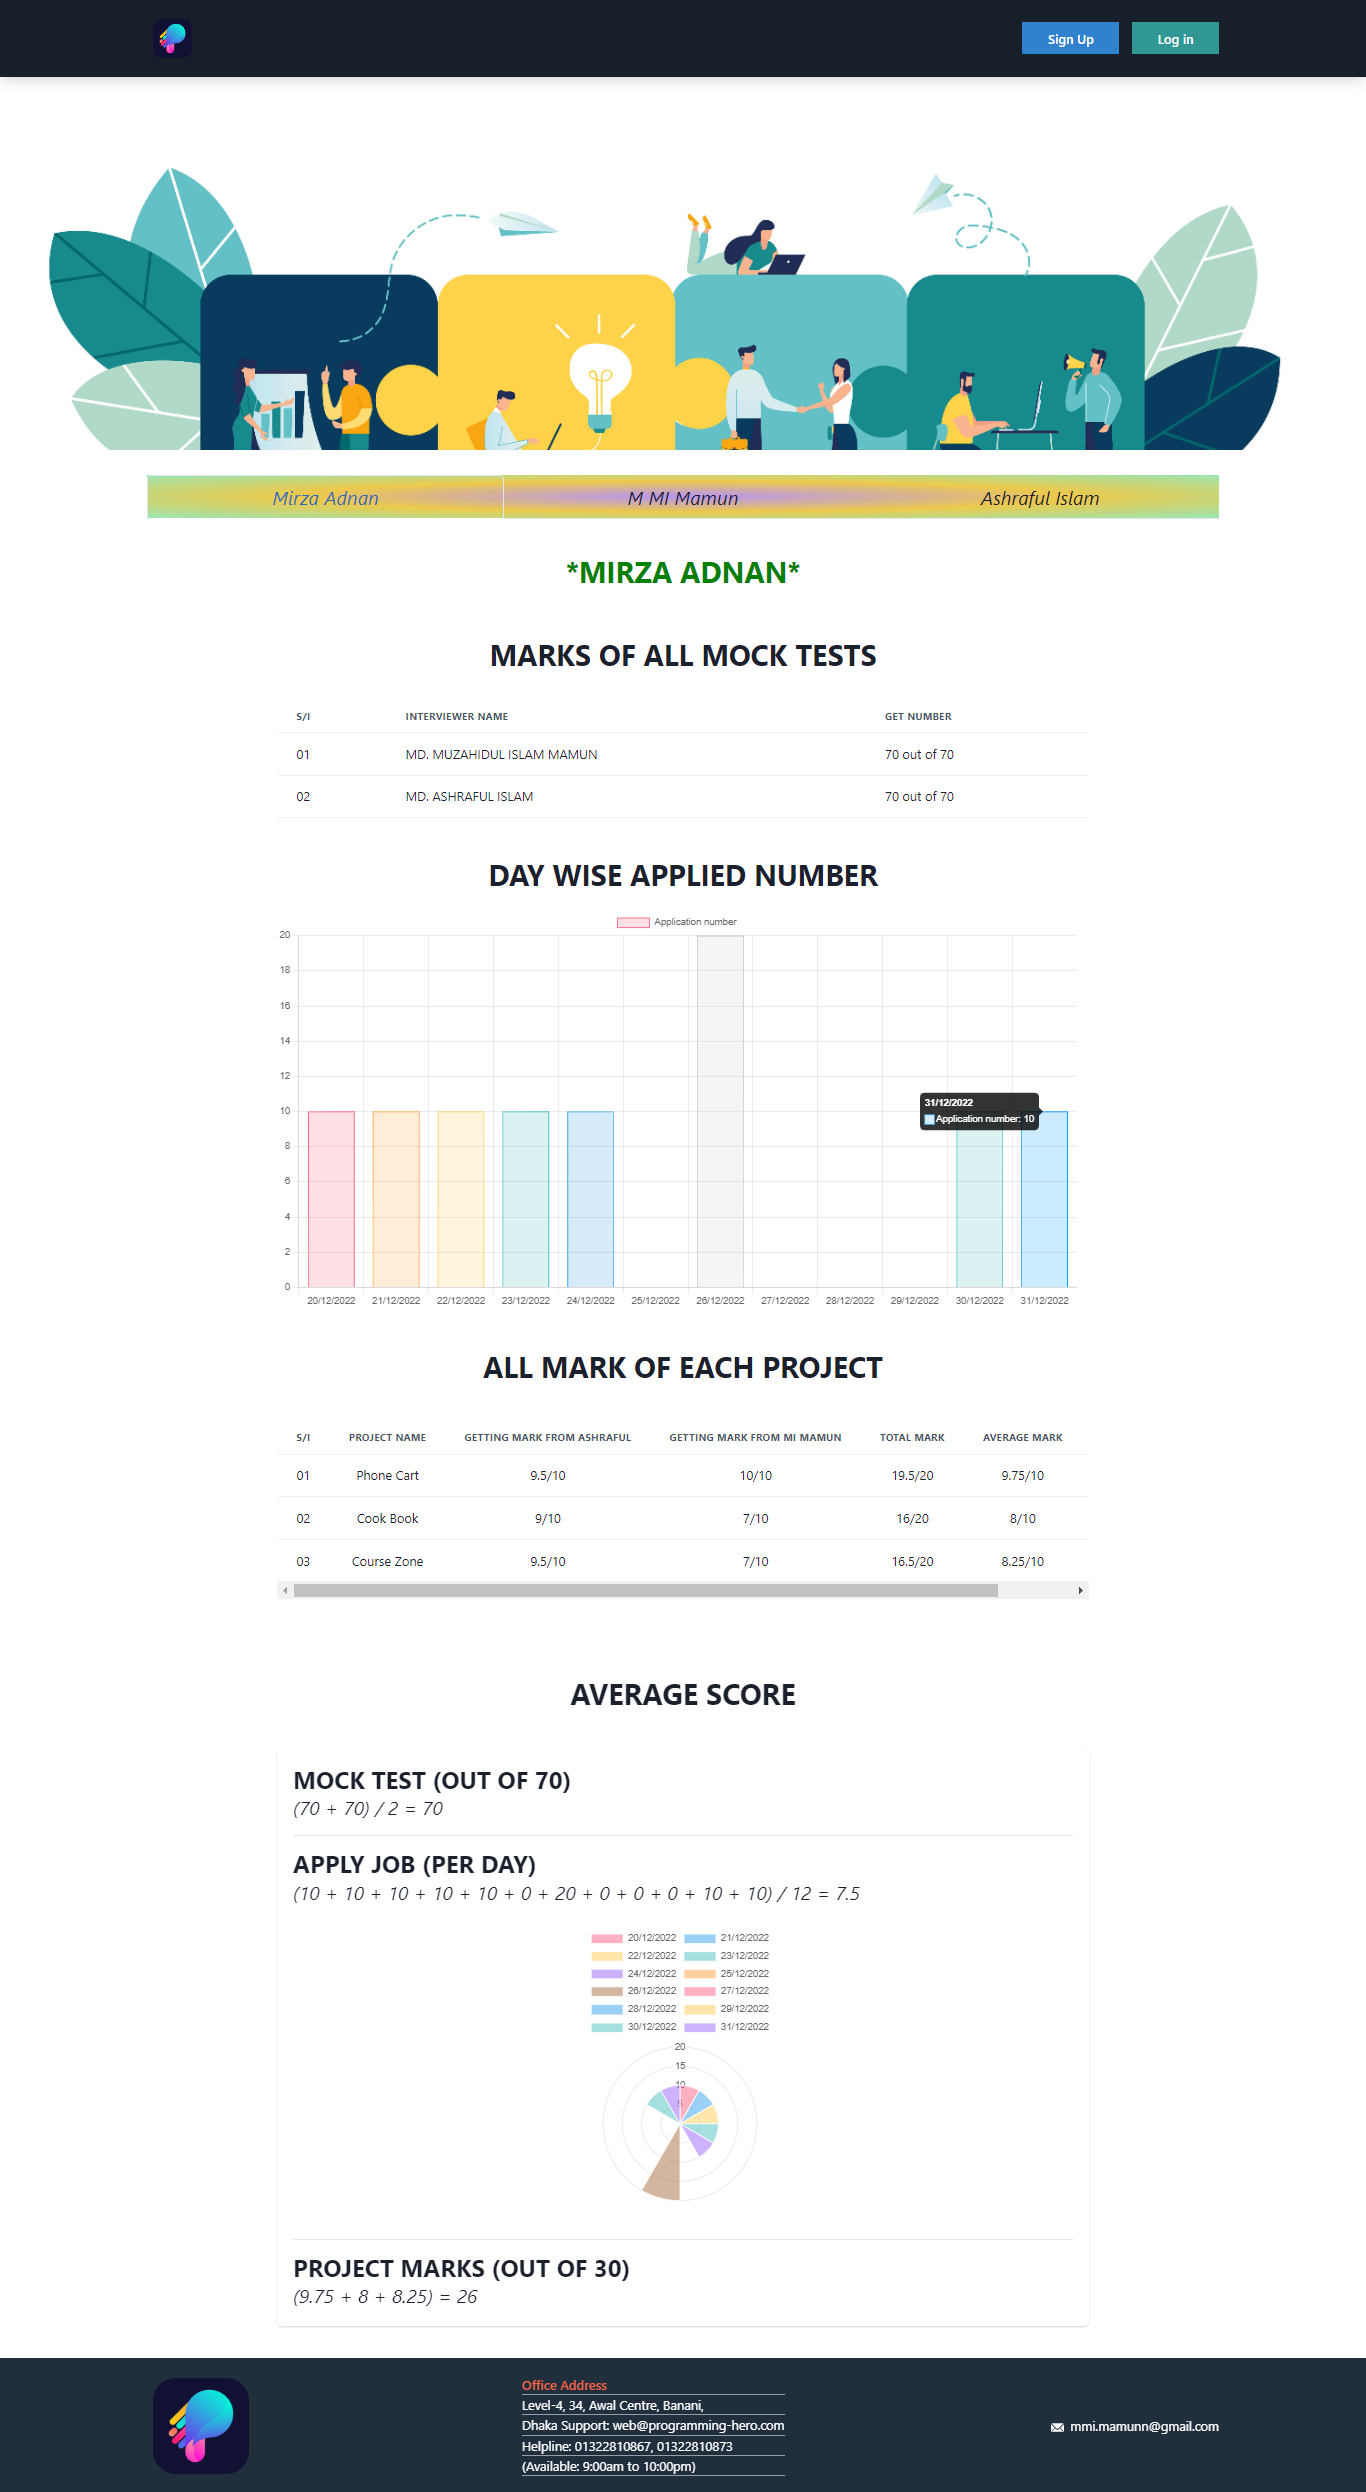 Sign Up Log in
Mirza Adnan M MI Mamun Ashraful Islam
*MIRZA ADNAN*
MARKS OF ALL MOCK TESTS
S/I INTERVIEWER NAME GET NUMBER
01 MD. MUZAHIDUL ISLAM MAMUN 70 out of 70
02 MD. ASHRAFUL ISLAM 70 out of 70
DAY WISE APPLIED NUMBER
Application number
20
18
16
14
12
10
31/12/2022
Application number: 10
8
6
4
2
0
20/12/2022 21/12/2022 22/12/2022 23/12/2022 24/12/2022 25/12/2022 26/12/2022 27/12/2022 28/12/2022 29/12/2022 30/12/2022 31/12/2022
ALL MARK OF EACH PROJECT
S/I PROJECT NAME GETTING MARK FROM ASHRAFUL GETTING MARK FROM MI MAMUN TOTAL MARK AVERAGE MARK
01 Phone Cart 9.5/10 10/10 19.5/20 9.75/10
02 Cook Book 9/10 7/10 16/20 8/10
03 Course Zone 9.5/10 7/10 16.5/20 8.25/10
AVERAGE SCORE
MOCK TEST (OUT OF 70)
(70 + 70) / 2 = 70
APPLY JOB (PER DAY)
(10 + 10 + 10 + 10 + 10 + 0 + 20 + 0 + 0 + 0 + 10 + 10) / 12 = 7.5
20/12/2022 21/12/2022
22/12/2022 23/12/2022
24/12/2022 25/12/2022
26/12/2022 27/12/2022
28/12/2022 29/12/2022
30/12/2022 31/12/2022
20
15
10
5
PROJECT MARKS (OUT OF 30)
(9.75 + 8 + 8.25) = 26
Office Address
Level-4, 34, Awal Centre, Banani,
Dhaka Support: web@programming-hero.com
Helpline: 01322810867, 01322810873
(Available: 9:00am to 10:00pm)
mmi.mamunn@gmail.com